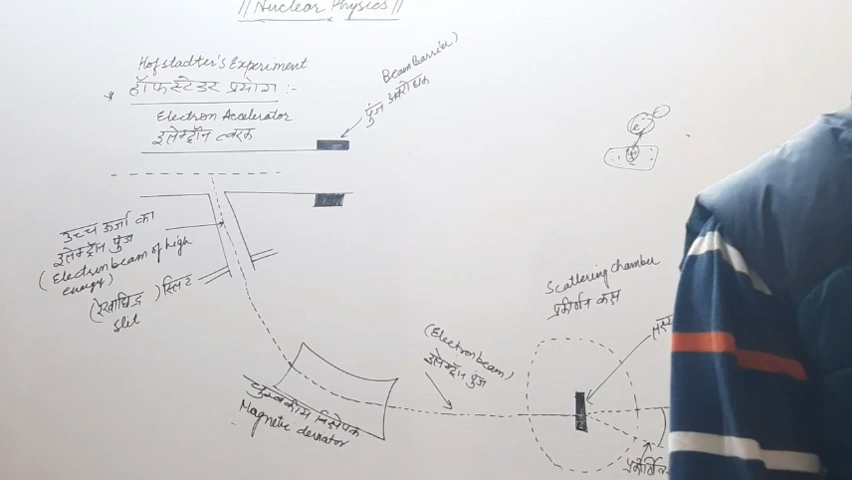 || Nuclear Physics ||
Hofstadter's Experiment
* हॉफस्टेडर प्रयोग :-
Electron Accelerator
इलेक्ट्रॉन त्वरक
Beam Barrier)
पुंज अवरोधक
उच्च ऊर्जा का
इलेक्ट्रॉन पुंज
(Electron beam of high
energy)
(रेखाछिद्र) स्लिट
slit
चुम्बकीय विक्षेपक
Magnetic deviator
(Electron beam)
इलेक्ट्रॉन पुंज
Scattering Chamber
प्रकीर्णन कक्ष